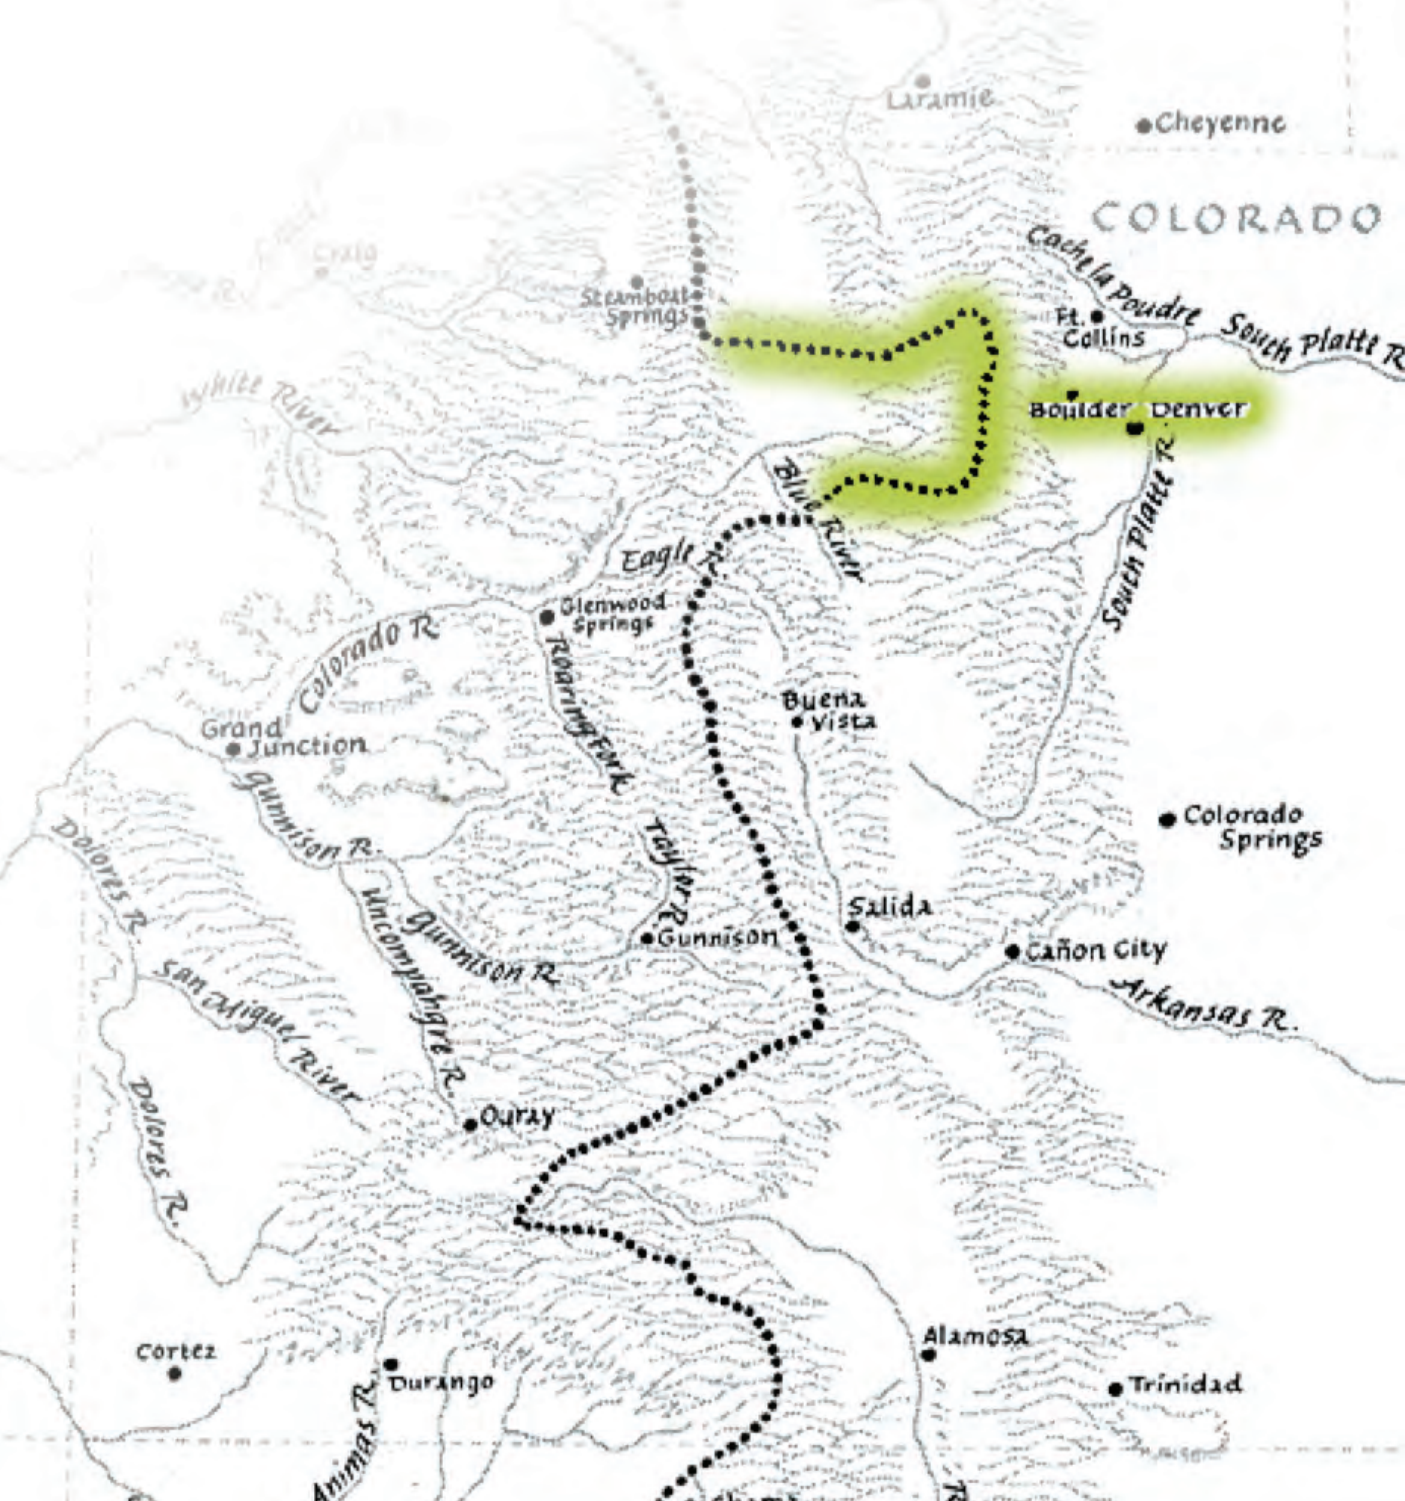 Laramie
Cheyenne
COLORADO
Cache la Poudre
South Platte R
Craig
Steamboat
Springs
Ft.
Collins
White River
Boulder
Denver
Blue River
South Platte R.
Eagle R.
Glenwood
Springs
Colorado R
Roaring Fork
Buena
Vista
Grand
Junction
Gunnison R.
Colorado
Springs
Dolores R.
Taylor R.
Uncompahgre R.
Gunnison R.
Salida
Gunnison
Cañon City
San Miguel River
Arkansas R.
Dolores R.
Ouray
Alamosa
Cortez
Durango
Trinidad
Animas R.